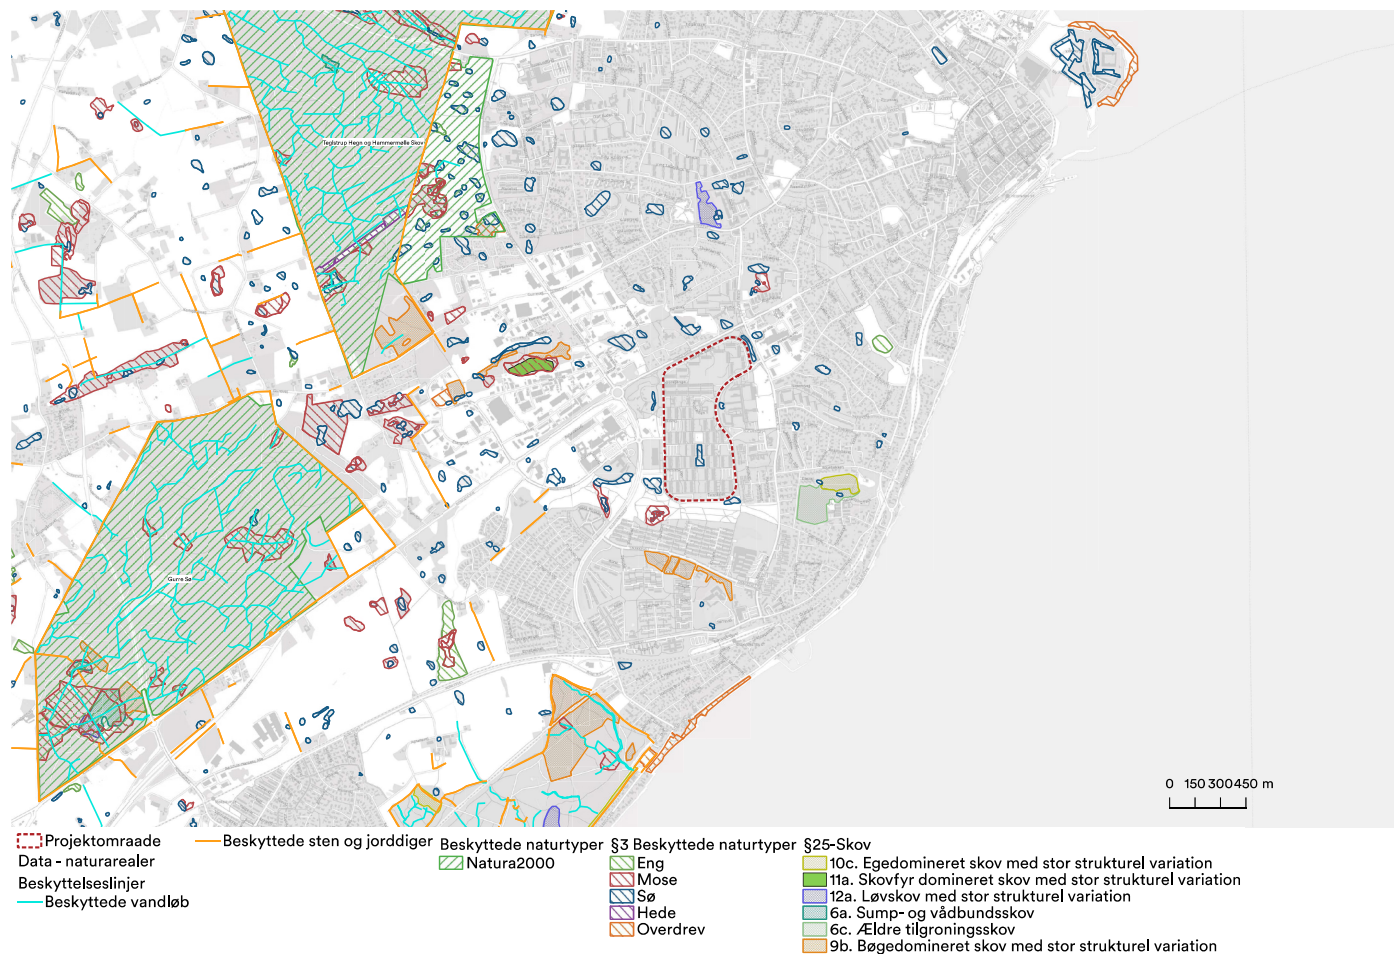 Teglstrup Hegn og Hammermølle Skov
Gurre Sø
0 150 300 450 m
Projektomraade
Data - naturarealer
Beskyttelseslinjer
Beskyttede vandløb
Beskyttede sten og jorddiger
Beskyttede naturtyper
Natura2000
§3 Beskyttede naturtyper
Eng
Mose
Sø
Hede
Overdrev
§25-Skov
10c. Egedomineret skov med stor strukturel variation
11a. Skovfyr domineret skov med stor strukturel variation
12a. Løvskov med stor strukturel variation
6a. Sump- og vådbundsskov
6c. Ældre tilgroningsskov
9b. Bøgedomineret skov med stor strukturel variation